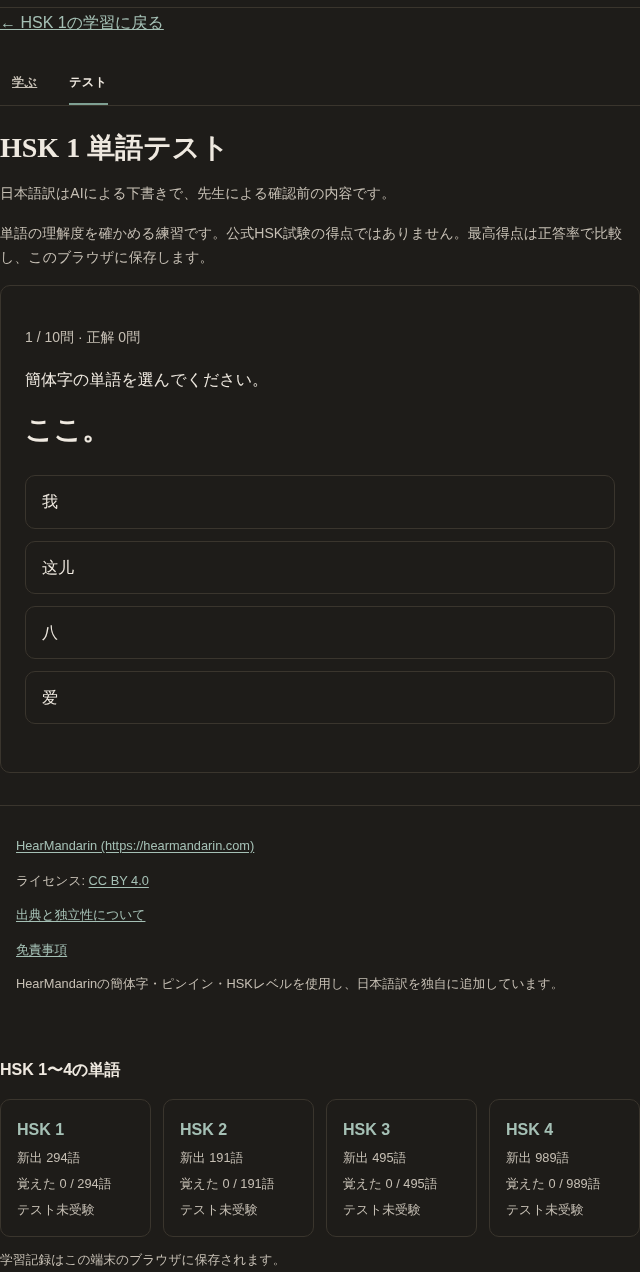 ← HSK 1の学習に戻る
学ぶ
テスト
HSK 1 単語テスト
日本語訳はAIによる下書きで、先生による確認前の内容です。
単語の理解度を確かめる練習です。公式HSK試験の得点ではありません。最高得点は正答率で比較
し、このブラウザに保存します。
1 / 10問 · 正解 0問
簡体字の単語を選んでください。
ここ。
我
这儿
八
爱
HearMandarin (https://hearmandarin.com)
ライセンス: CC BY 4.0
出典と独立性について
免責事項
HearMandarinの簡体字・ピンイン・HSKレベルを使用し、日本語訳を独自に追加しています。
HSK 1〜4の単語
HSK 1
新出 294語
覚えた 0 / 294語
テスト未受験
HSK 2
新出 191語
覚えた 0 / 191語
テスト未受験
HSK 3
新出 495語
覚えた 0 / 495語
テスト未受験
HSK 4
新出 989語
覚えた 0 / 989語
テスト未受験
学習記録はこの端末のブラウザに保存されます。